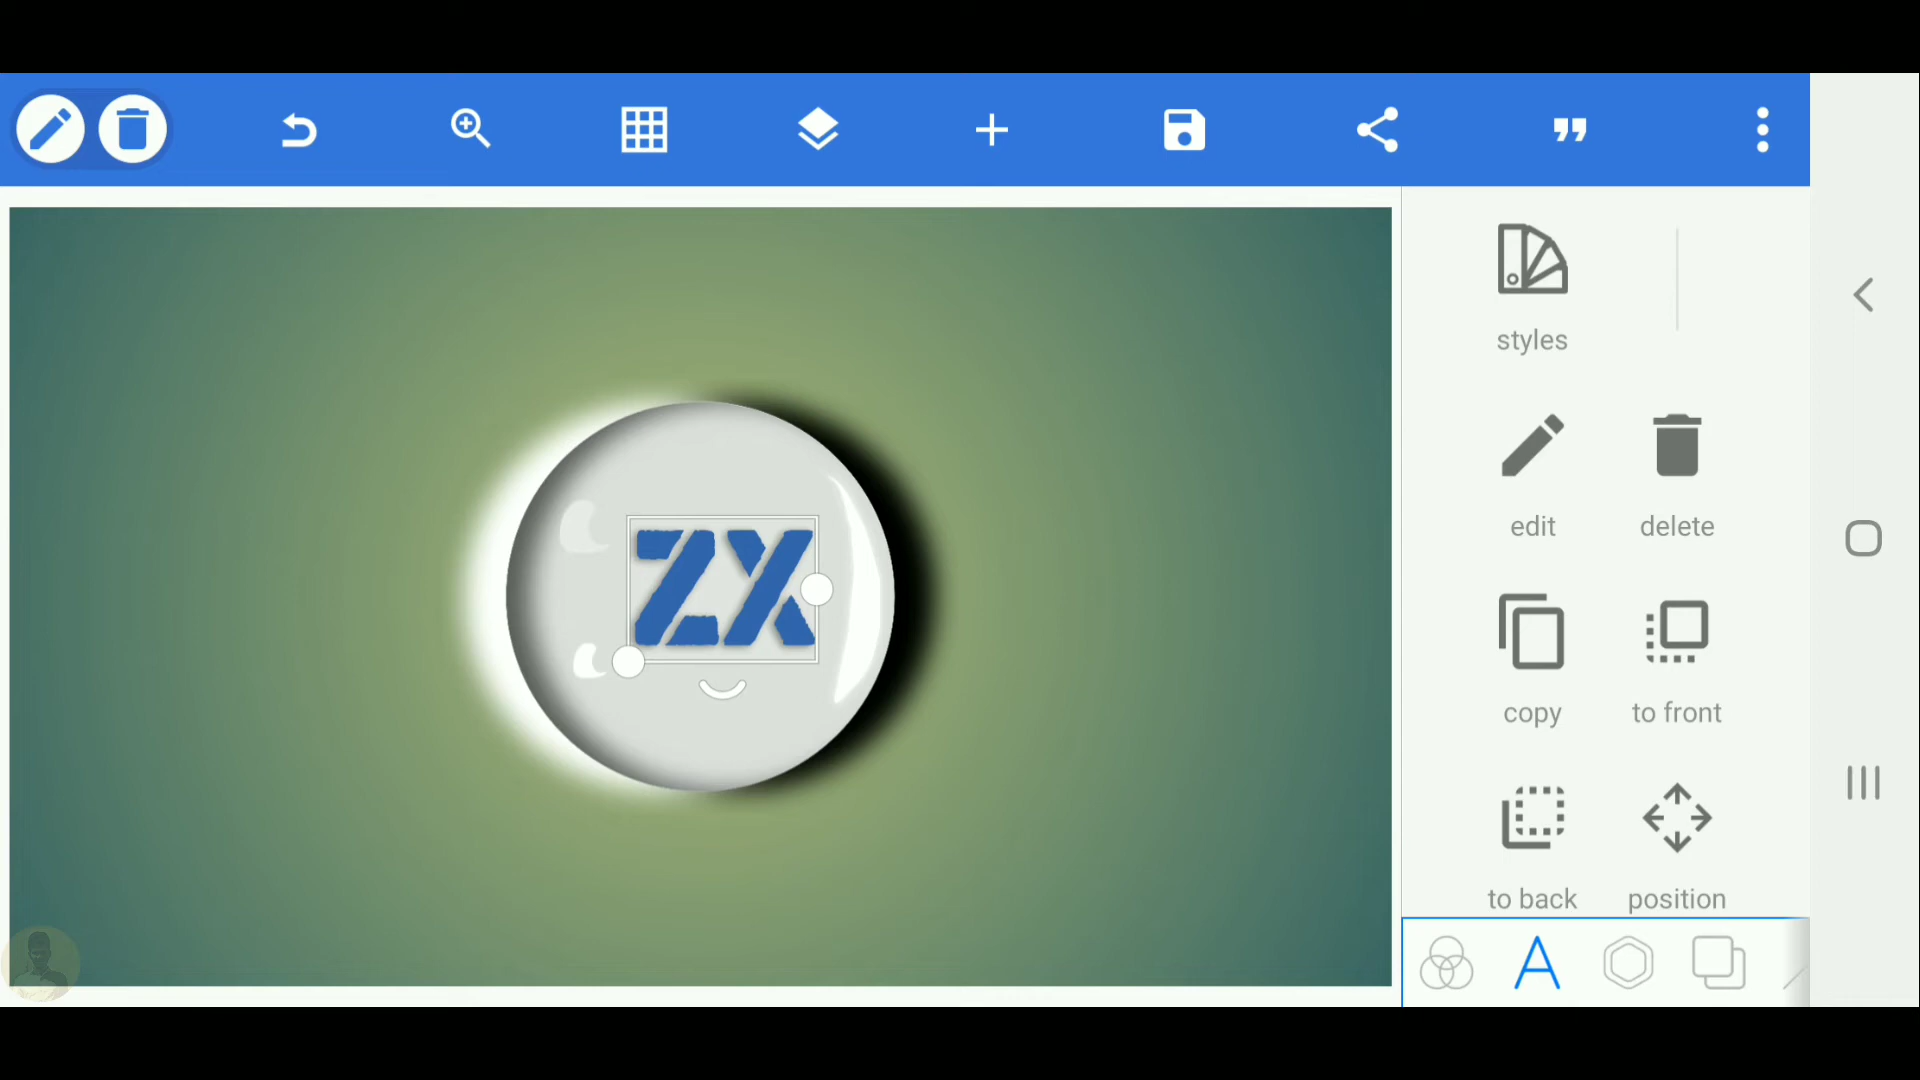 styles
ZX
edit
delete
copy
to front
to back
position